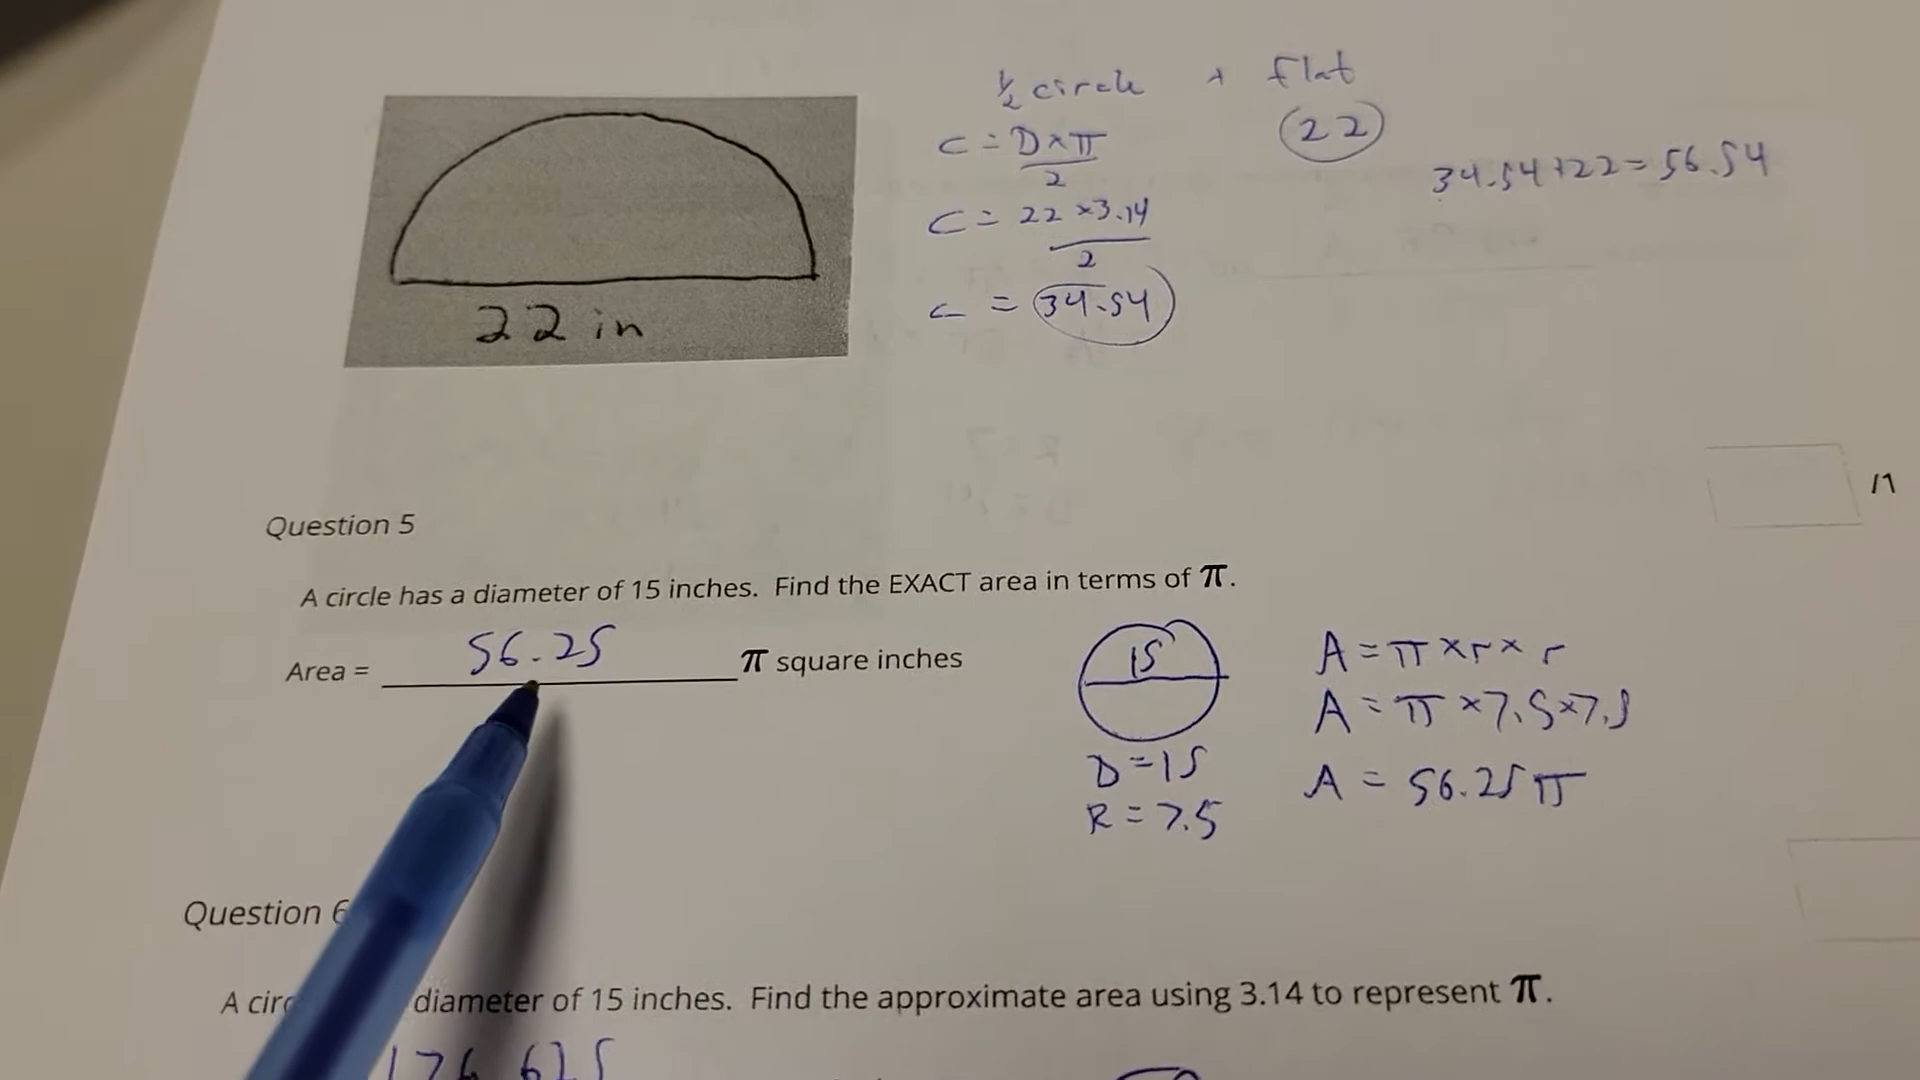 ½ circle + flat
C = D×π
2
22
34.54+22=56.54
C = 22×3.14
2
C = 34.54
22 in
/1
Question 5
A circle has a diameter of 15 inches. Find the EXACT area in terms of π.
Area = 56.25 π square inches
15
D=15
R=7.5
A=π×r×r
A=π×7.5×7.5
A = 56.25π
Question 6
A diameter of 15 inches. Find the approximate area using 3.14 to represent π.
176.625